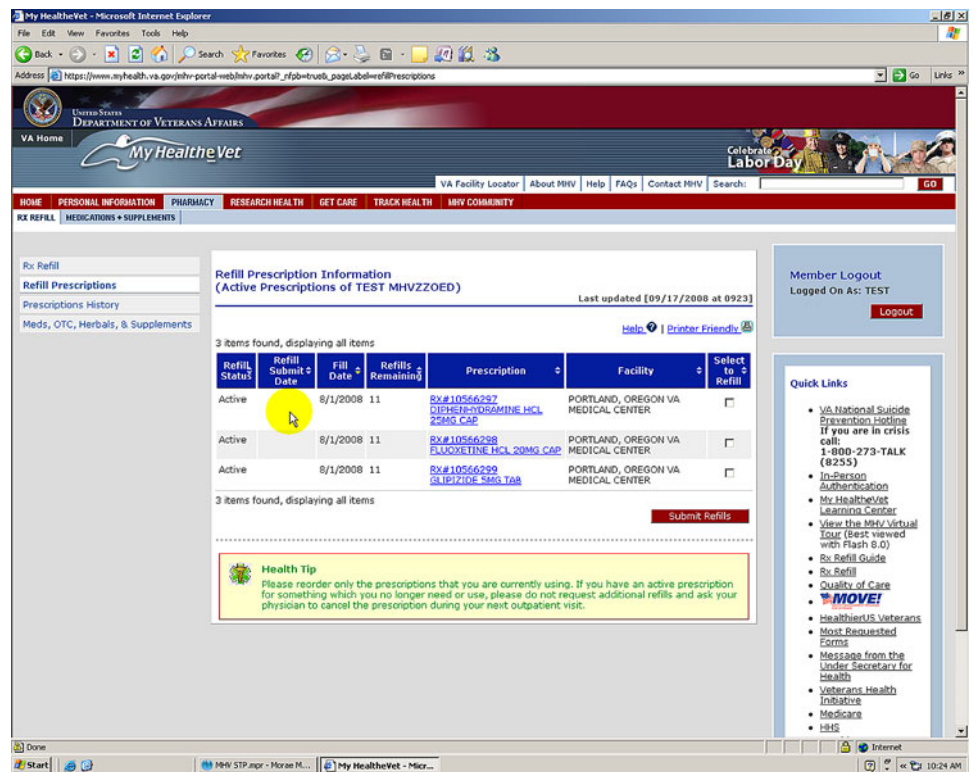 My HealtheVet - Microsoft Internet Explorer
File Edit View Favorites Tools Help
Back Search Favorites
Address https://www.myhealth.va.gov/mhv-portal-web/mhv.portal?_nfpb=true&_pageLabel=refillPrescriptions Go Links »
United States
Department of Veterans Affairs
VA Home
My HealtheVet
Celebrate
Labor Day
VA Facility Locator About MHV Help FAQs Contact MHV Search: GO
HOME PERSONAL INFORMATION PHARMACY RESEARCH HEALTH GET CARE TRACK HEALTH MHV COMMUNITY
RX REFILL MEDICATIONS + SUPPLEMENTS
Rx Refill
Refill Prescriptions
Prescriptions History
Meds, OTC, Herbals, & Supplements
Refill Prescription Information
(Active Prescriptions of TEST MHVZZOED)
Last updated [09/17/2008 at 0923]
Help | Printer Friendly
3 items found, displaying all items
Refill Status Refill Submit Date Fill Date Refills Remaining Prescription Facility Select to Refill
Active 8/1/2008 11 RX#10566297 PORTLAND, OREGON VA
DIPHENHYDRAMINE HCL MEDICAL CENTER
25MG CAP
Active 8/1/2008 11 RX#10566298 PORTLAND, OREGON VA
FLUOXETINE HCL 20MG CAP MEDICAL CENTER
Active 8/1/2008 11 RX#10566299 PORTLAND, OREGON VA
GLIPIZIDE 5MG TAB MEDICAL CENTER
3 items found, displaying all items
Submit Refills
Health Tip
Please reorder only the prescriptions that you are currently using. If you have an active prescription
for something which you no longer need or use, please do not request additional refills and ask your
physician to cancel the prescription during your next outpatient visit.
Member Logout
Logged On As: TEST
Logout
Quick Links
VA National Suicide
Prevention Hotline
If you are in crisis
call:
1-800-273-TALK
(8255)
In-Person
Authentication
My HealtheVet
Learning Center
View the MHV Virtual
Tour (Best viewed
with Flash 8.0)
Rx Refill Guide
Rx Refill
Quality of Care
MOVE!
HealthierUS Veterans
Most Requested
Forms
Message from the
Under Secretary for
Health
Veterans Health
Initiative
Medicare
HHS
Done Internet
Start MHV STP.mpr - Morae M... My HealtheVet - Micr... 10:24 AM